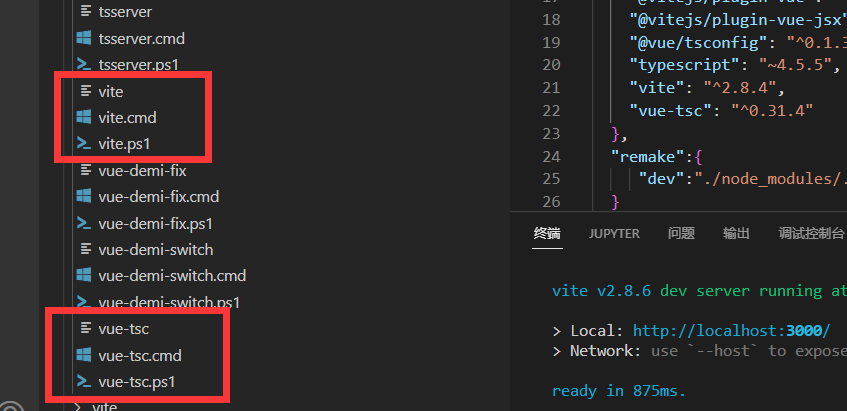 tsserver
tsserver.cmd
tsserver.ps1
vite
vite.cmd
vite.ps1
vue-demi-fix
vue-demi-fix.cmd
vue-demi-fix.ps1
vue-demi-switch
vue-demi-switch.cmd
vue-demi-switch.ps1
vue-tsc
vue-tsc.cmd
vue-tsc.ps1
.vite
17 "@vitejs/plugin-vue":
18 "@vitejs/plugin-vue-jsx"
19 "@vue/tsconfig": "^0.1.3
20 "typescript": "~4.5.5",
21 "vite": "^2.8.4",
22 "vue-tsc": "^0.31.4"
23 },
24 "remake":{
25 "dev":"./node_modules/.
26 }
终端 JUPYTER 问题 输出 调试控制台
vite v2.8.6 dev server running at
> Local: http://localhost:3000/
> Network: use `--host` to expose
ready in 875ms.